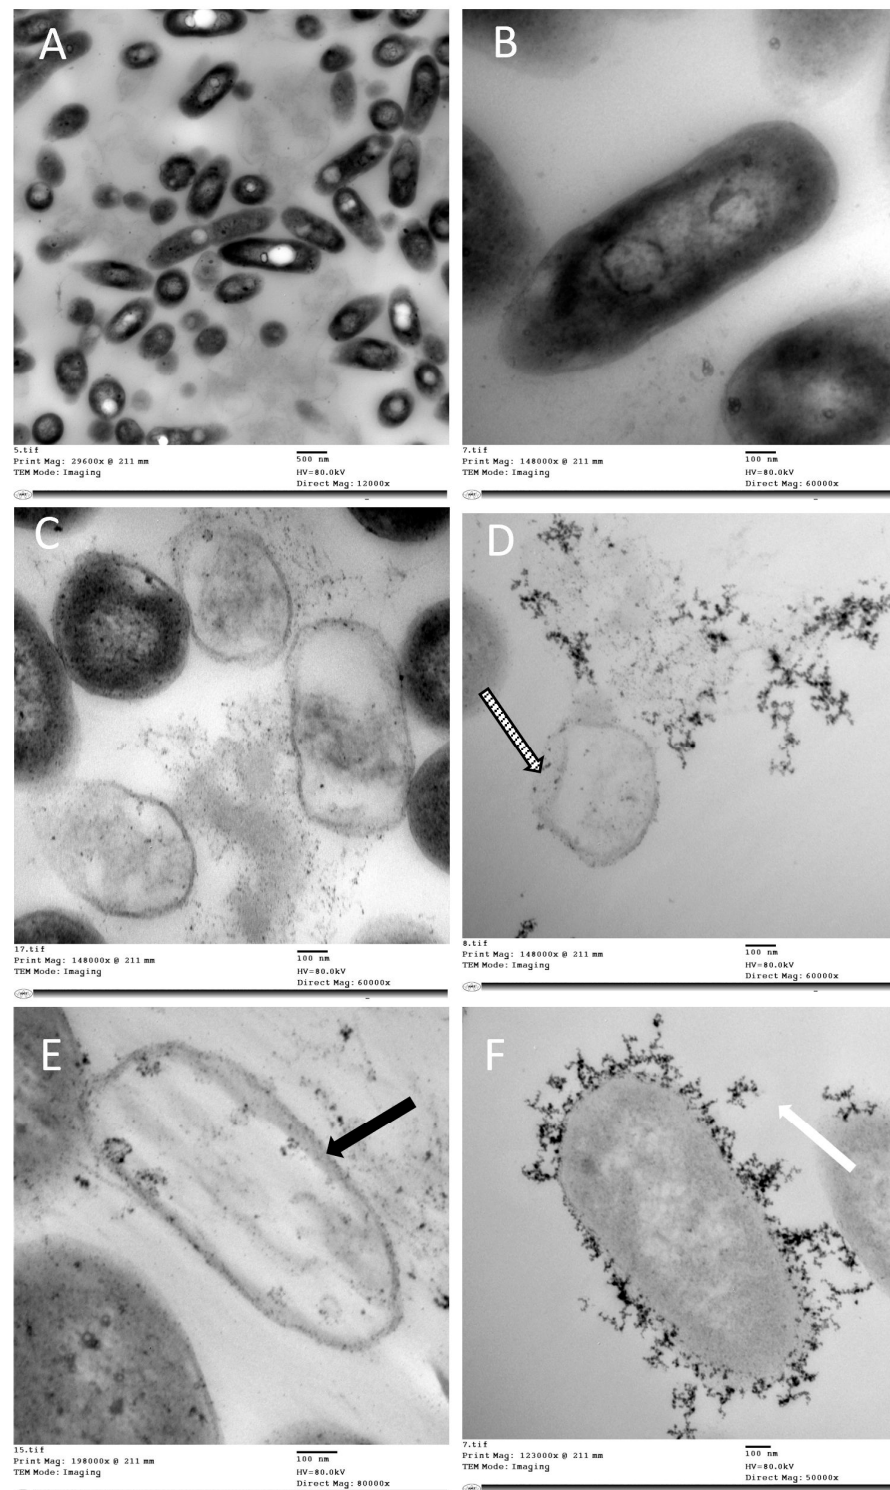 A
5.tif
Print Mag: 29600x @ 211 mm
TEM Mode: Imaging
500 nm
HV=80.0kV
Direct Mag: 12000x
B
7.tif
Print Mag: 148000x @ 211 mm
TEM Mode: Imaging
100 nm
HV=80.0kV
Direct Mag: 60000x
C
17.tif
Print Mag: 148000x @ 211 mm
TEM Mode: Imaging
100 nm
HV=80.0kV
Direct Mag: 60000x
D
8.tif
Print Mag: 148000x @ 211 mm
TEM Mode: Imaging
100 nm
HV=80.0kV
Direct Mag: 60000x
E
15.tif
Print Mag: 198000x @ 211 mm
TEM Mode: Imaging
100 nm
HV=80.0kV
Direct Mag: 80000x
F
7.tif
Print Mag: 123000x @ 211 mm
TEM Mode: Imaging
100 nm
HV=80.0kV
Direct Mag: 50000x